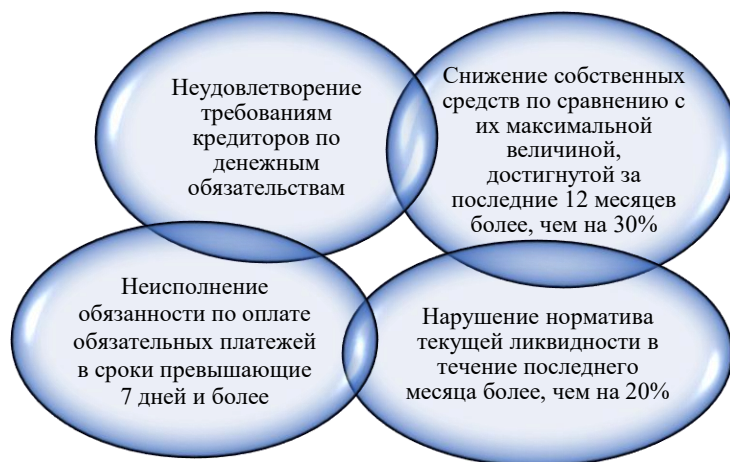 Неудовлетворение
требованиям
кредиторов по
денежным
обязательствам
Снижение собственных
средств по сравнению с
их максимальной
величиной,
достигнутой за
последние 12 месяцев
более, чем на 30%
Неисполнение
обязанности по оплате
обязательных платежей
в сроки превышающие
7 дней и более
Нарушение норматива
текущей ликвидности в
течение последнего
месяца более, чем на 20%